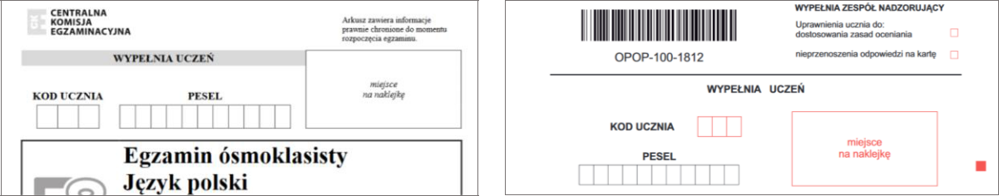 CENTRALNA
KOMISJA
EGZAMINACYJNA
Arkusz zawiera informacje
prawnie chronione do momentu
rozpoczęcia egzaminu.
WYPEŁNIA UCZEŃ
KOD UCZNIA
PESEL
miejsce
na naklejkę
Egzamin ósmoklasisty
Język polski
OPOP-100-1812
WYPEŁNIA ZESPÓŁ NADZORUJĄCY
Uprawnienia ucznia do:
dostosowania zasad oceniania
nieprzenoszenia odpowiedzi na kartę
WYPEŁNIA UCZEŃ
KOD UCZNIA
PESEL
miejsce
na naklejkę